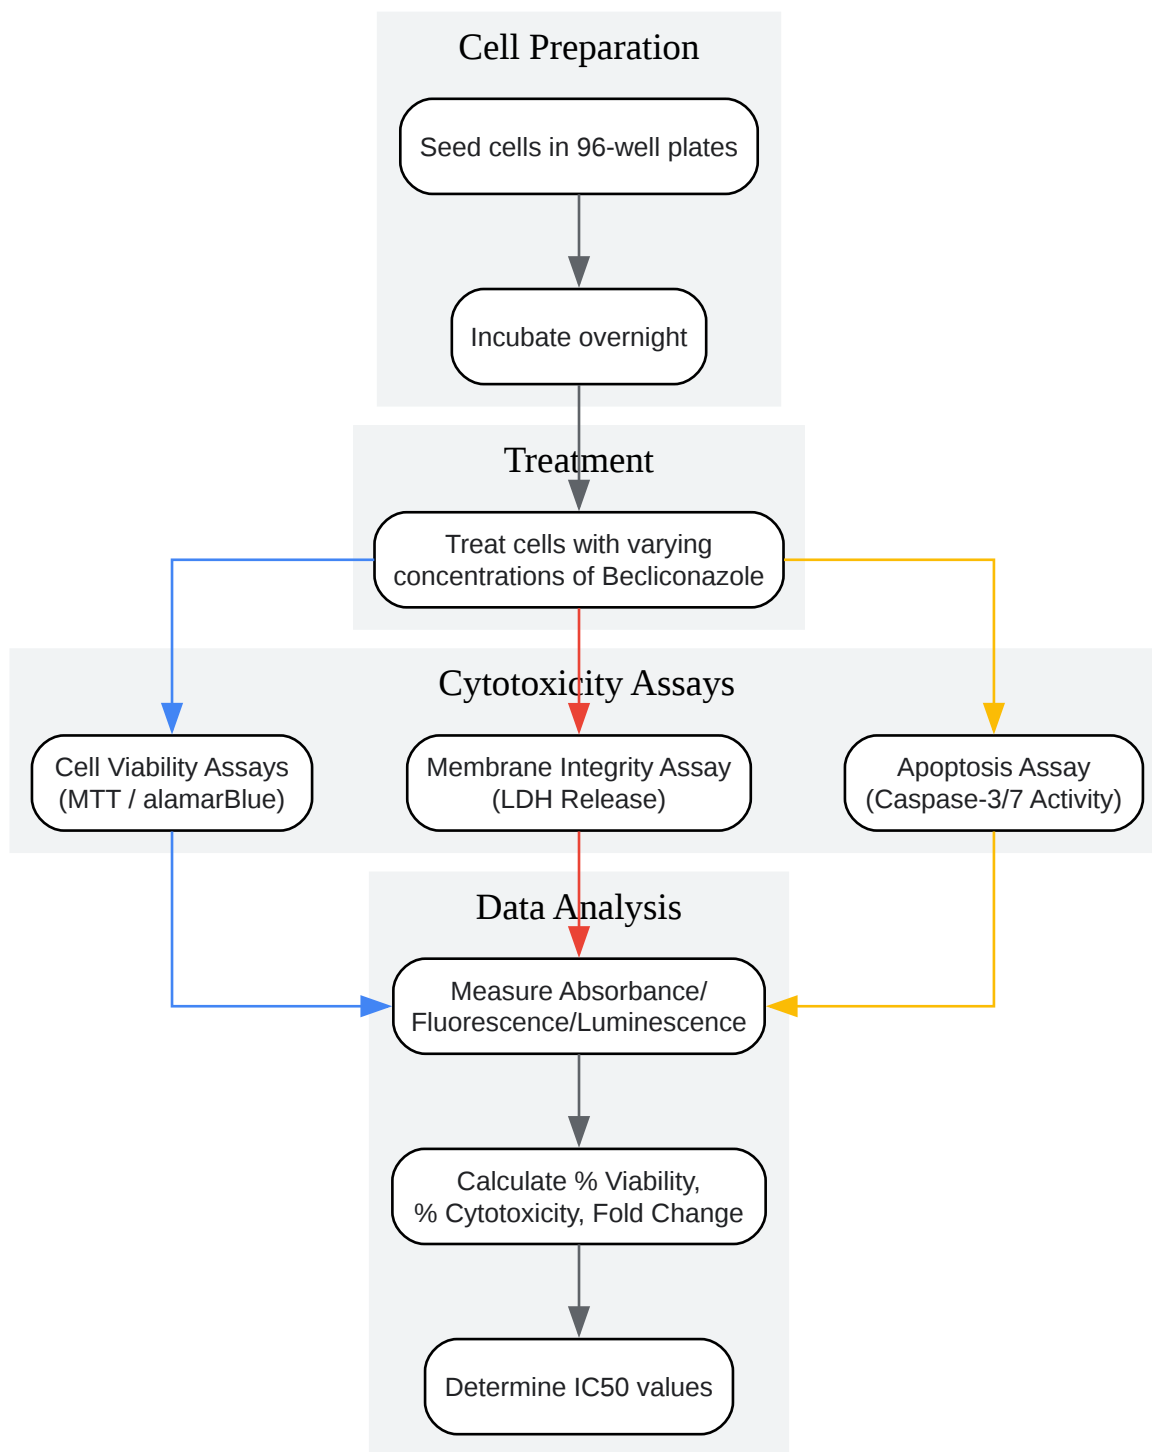 Cell Preparation
Seed cells in 96-well plates
Incubate overnight
Treatment
Treat cells with varying
concentrations of Becliconazole
Cytotoxicity Assays
Cell Viability Assays
(MTT / alamarBlue)
Membrane Integrity Assay
(LDH Release)
Apoptosis Assay
(Caspase-3/7 Activity)
Data Analysis
Measure Absorbance/
Fluorescence/Luminescence
Calculate % Viability,
% Cytotoxicity, Fold Change
Determine IC50 values